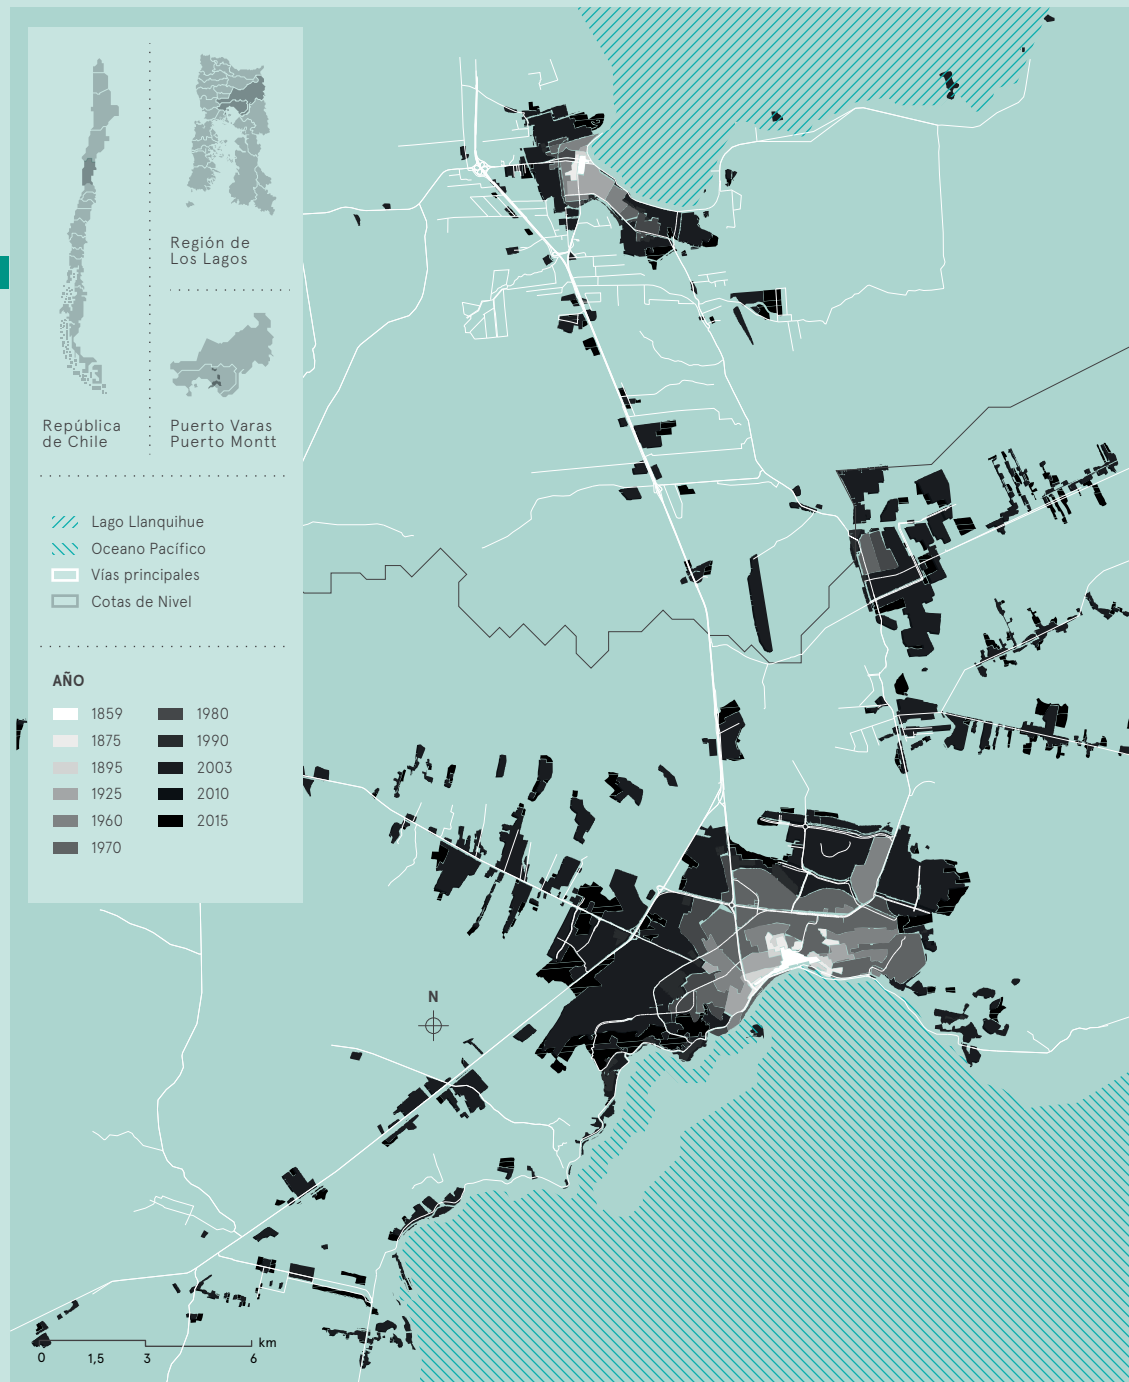 Región de
Los Lagos
República
de Chile
Puerto Varas
Puerto Montt
Lago Llanquihue
Oceano Pacífico
Vías principales
Cotas de Nivel
AÑO
1859
1875
1895
1925
1960
1970
1980
1990
2003
2010
2015
N
km
0 1,5 3 6